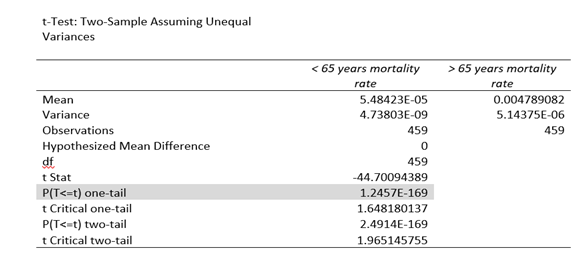 t-Test: Two-Sample Assuming Unequal
Variances
< 65 years mortality > 65 years mortality
rate rate
Mean 5.48423E-05 0.004789082
Variance 4.73803E-09 5.14375E-06
Observations 459 459
Hypothesized Mean Difference 0
df 459
t Stat -44.70094389
P(T<=t) one-tail 1.2457E-169
t Critical one-tail 1.648180137
P(T<=t) two-tail 2.4914E-169
t Critical two-tail 1.965145755